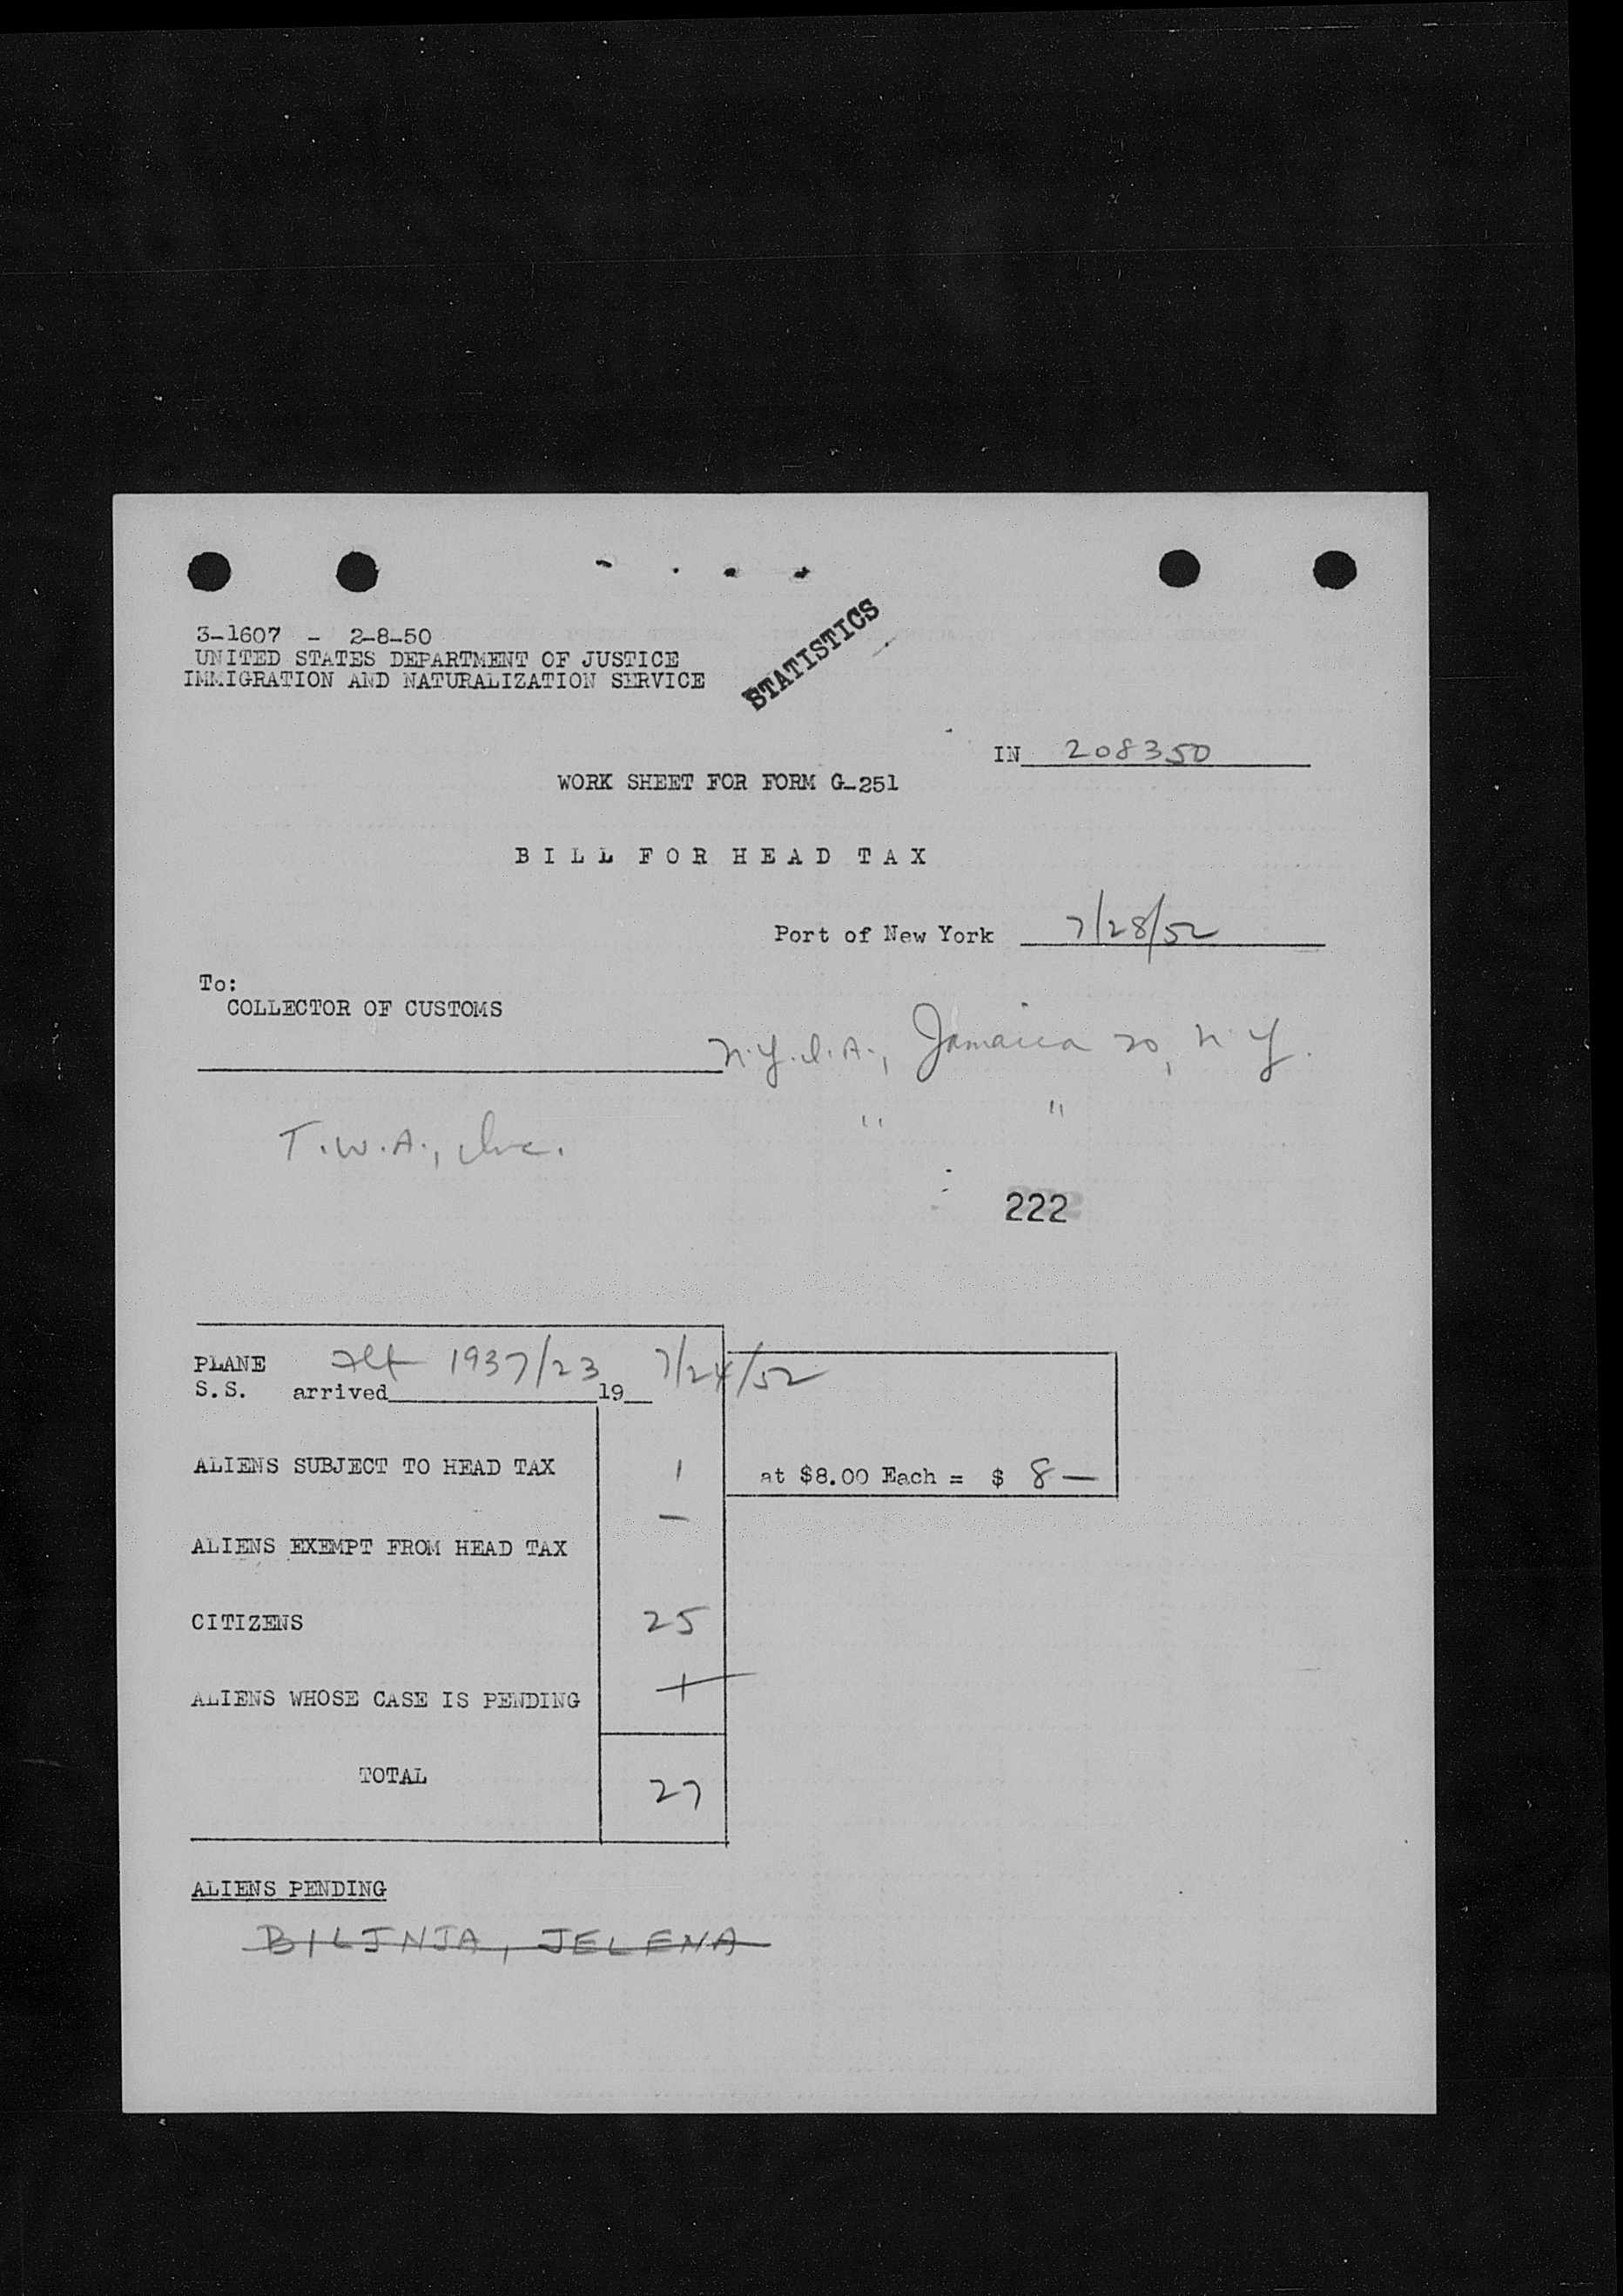 3-1607 - 2-8-50
UNITED STATES DEPARTMENT OF JUSTICE
IMMIGRATION AND NATURALIZATION SERVICE
STATISTICS
IN 208350
WORK SHEET FOR FORM G-251
BILL FOR HEAD TAX
Port of New York 7/28/52
To:
COLLECTOR OF CUSTOMS
N.Y.I.A., Jamaica 20, N.Y.
T.W.A., Inc. " "
222
PLANE Flt 1937/23 7/24/52
S.S. arrived 19
ALIENS SUBJECT TO HEAD TAX 1 at $8.00 Each = $ 8 —
ALIENS EXEMPT FROM HEAD TAX —
CITIZENS 25
ALIENS WHOSE CASE IS PENDING 1
TOTAL 27
ALIENS PENDING
BILJNJA, JELENA